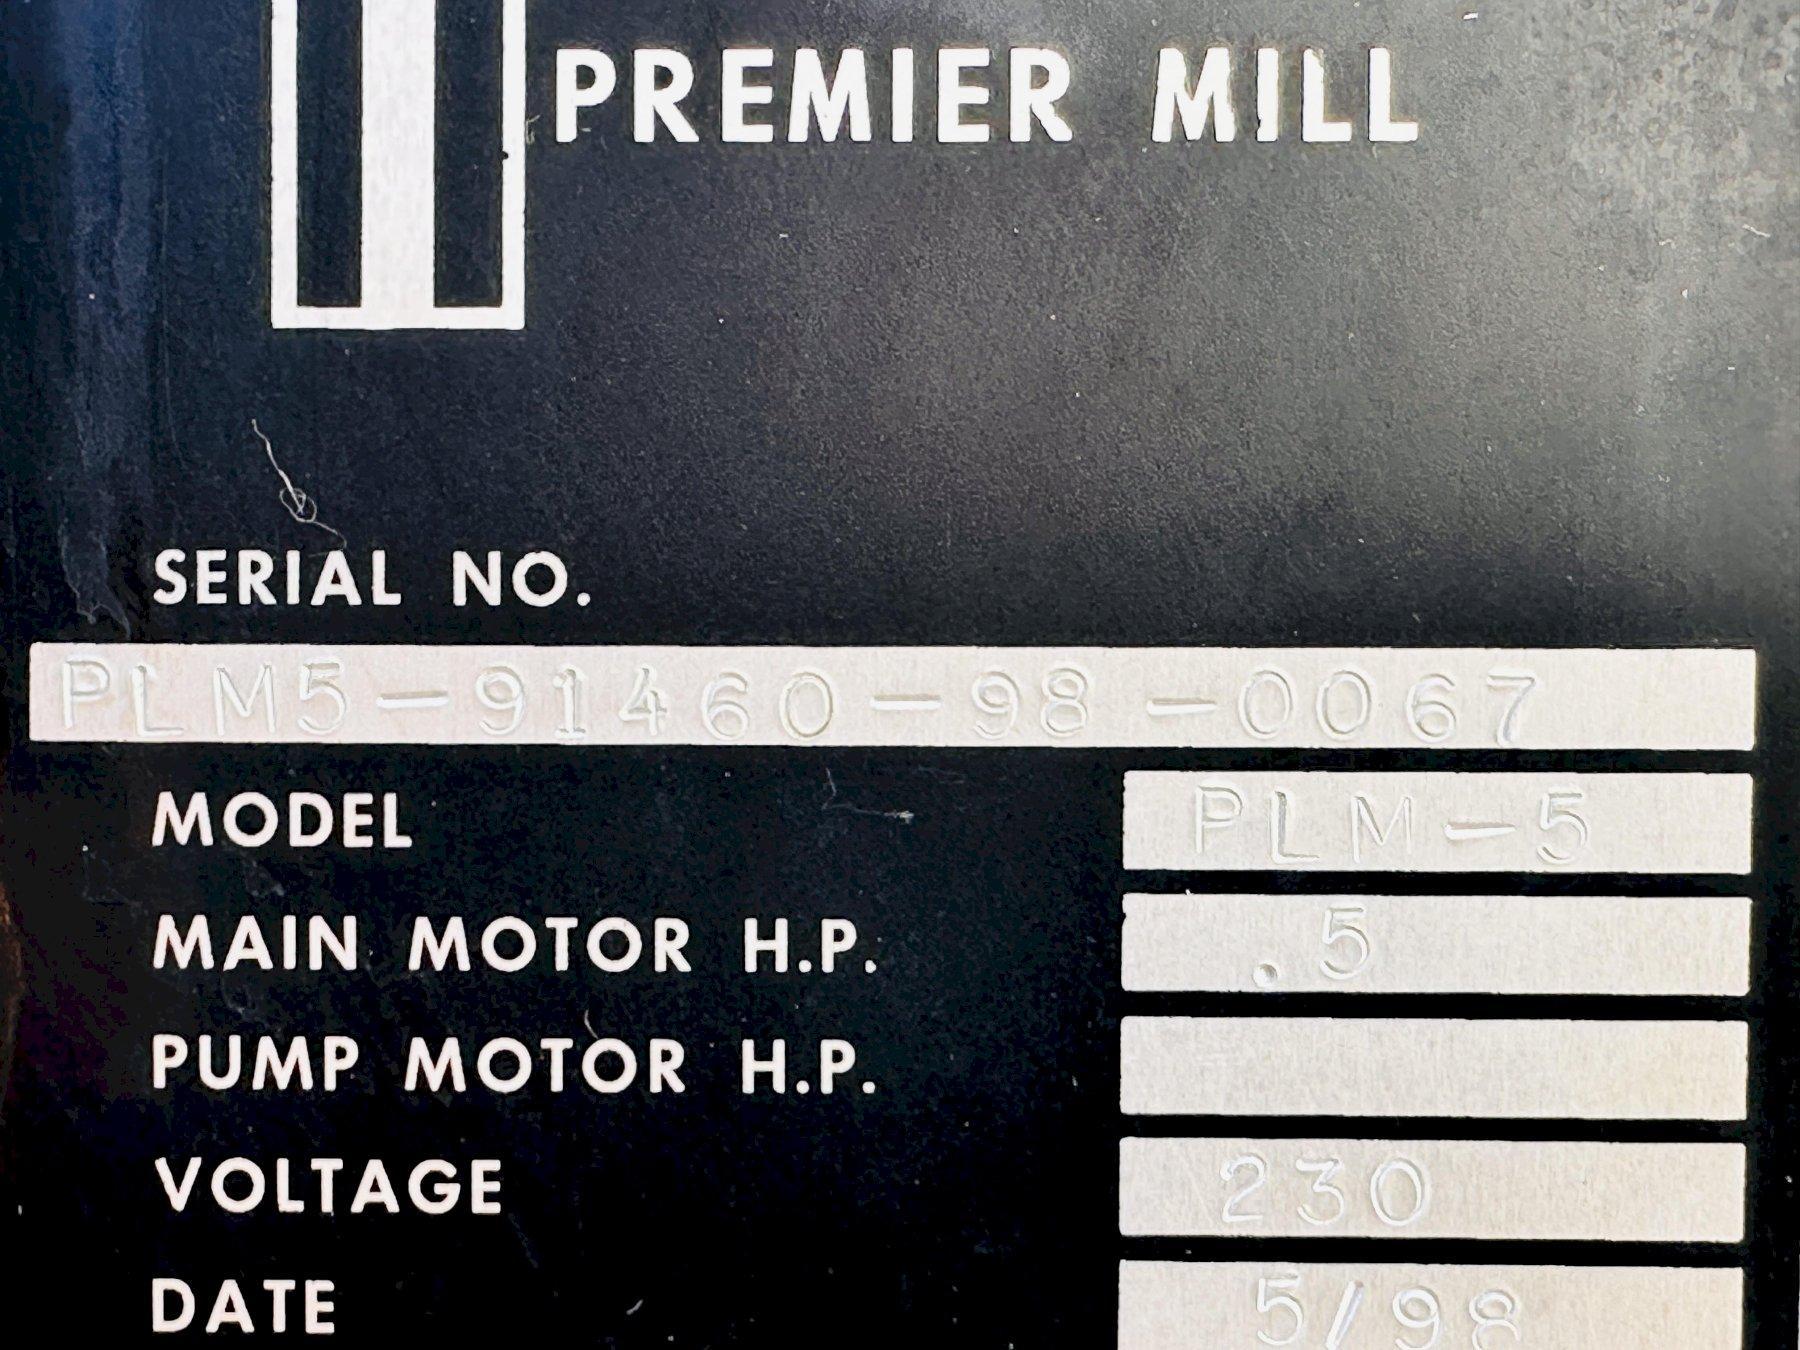 PREMIER MILL
SERIAL NO.
PLM5-91460-98-0067
MODEL PLM-5
MAIN MOTOR H.P. .5
PUMP MOTOR H.P.
VOLTAGE 230
DATE 5/98